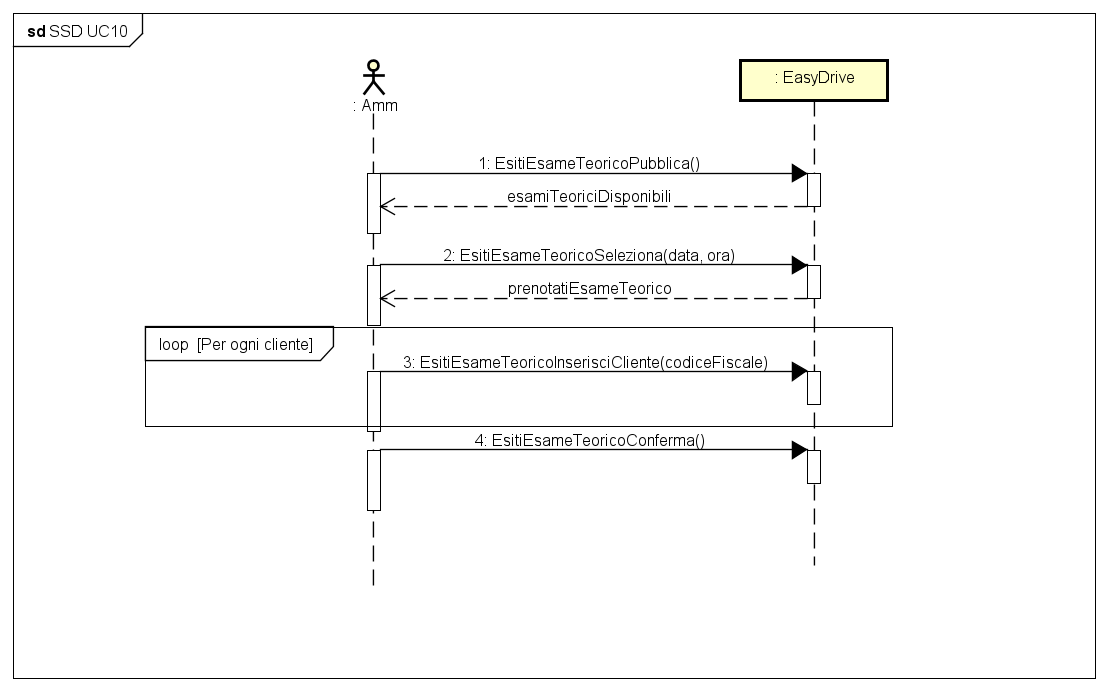 sd SSD UC10
: Amm
: EasyDrive
1: EsitiEsameTeoricoPubblica()
esamiTeoriciDisponibili
2: EsitiEsameTeoricoSeleziona(data, ora)
prenotatiEsameTeorico
loop [Per ogni cliente]
3: EsitiEsameTeoricoInserisciCliente(codiceFiscale)
4: EsitiEsameTeoricoConferma()